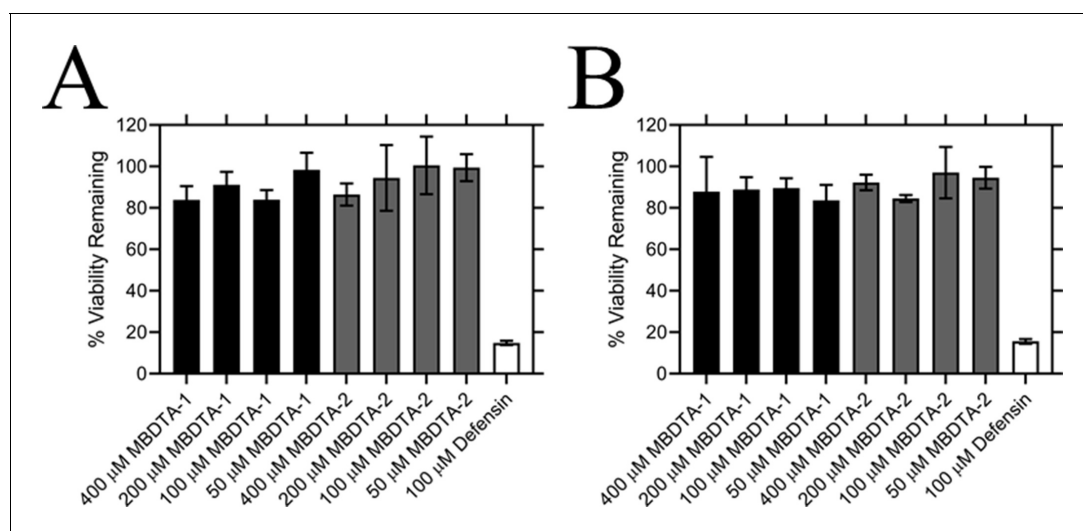 A
% Viability Remaining
120
100
80
60
40
20
0
400 µM MBDTA-1
200 µM MBDTA-1
100 µM MBDTA-1
50 µM MBDTA-1
400 µM MBDTA-2
200 µM MBDTA-2
100 µM MBDTA-2
50 µM MBDTA-2
100 µM Defensin
B
% Viability Remaining
120
100
80
60
40
20
0
400 µM MBDTA-1
200 µM MBDTA-1
100 µM MBDTA-1
50 µM MBDTA-1
400 µM MBDTA-2
200 µM MBDTA-2
100 µM MBDTA-2
50 µM MBDTA-2
100 µM Defensin